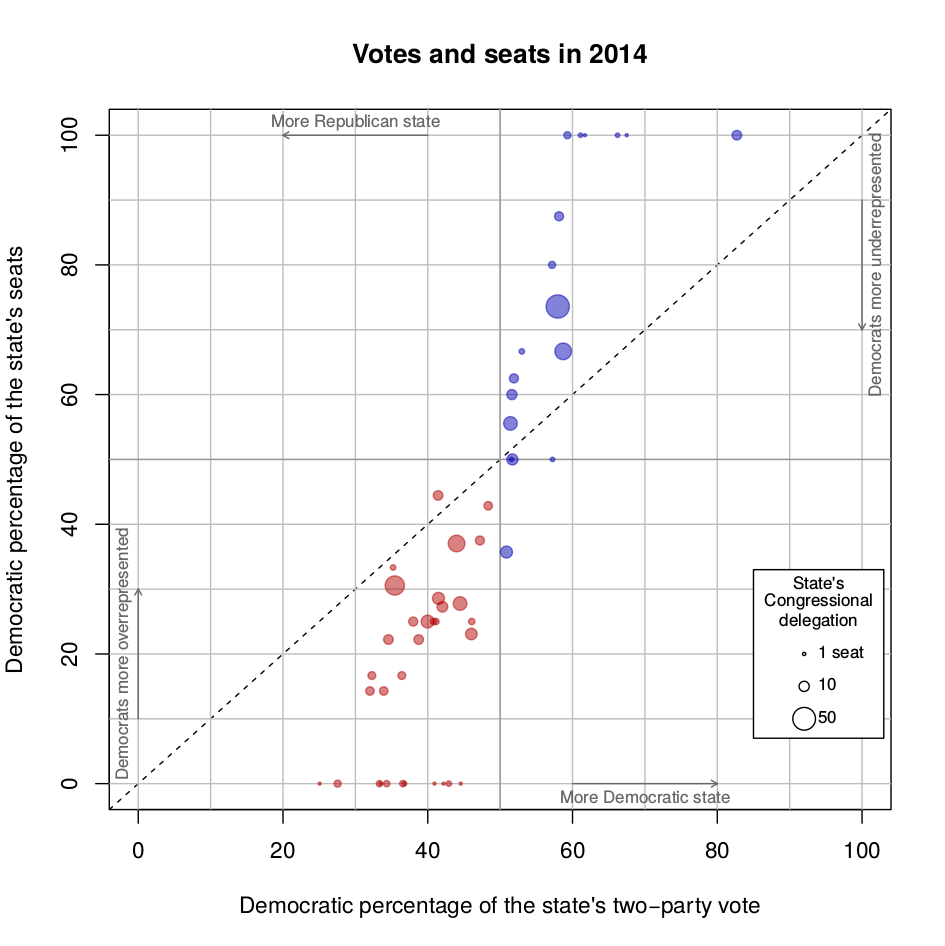 Votes and seats in 2014
More Republican state
Democrats more underrepresented
Democrats more overrepresented
More Democratic state
State's
Congressional
delegation
1 seat
10
50
Democratic percentage of the state's seats
100
80
60
40
20
0
0 20 40 60 80 100
Democratic percentage of the state's two−party vote